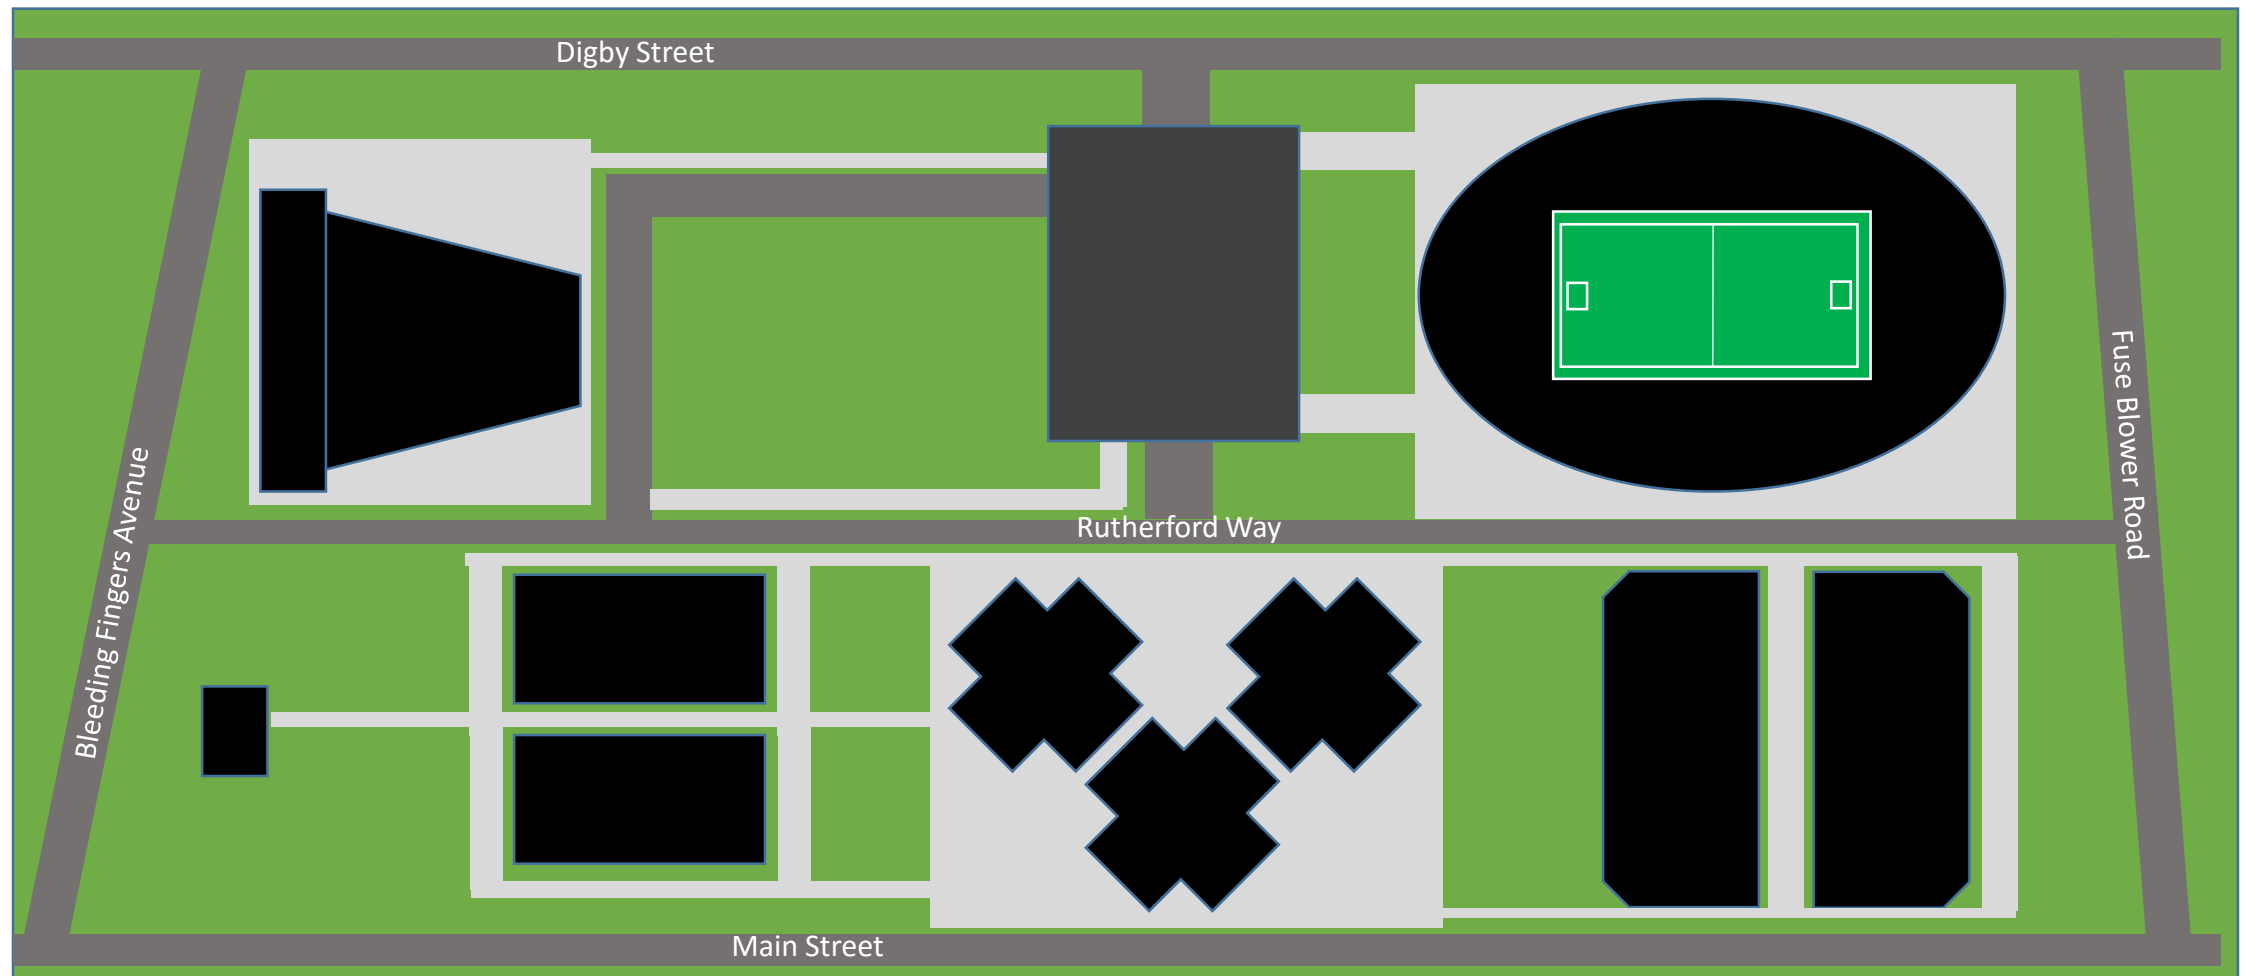 Digby Street
Fuse Blower Road
Bleeding Fingers Avenue
Rutherford Way
Main Street